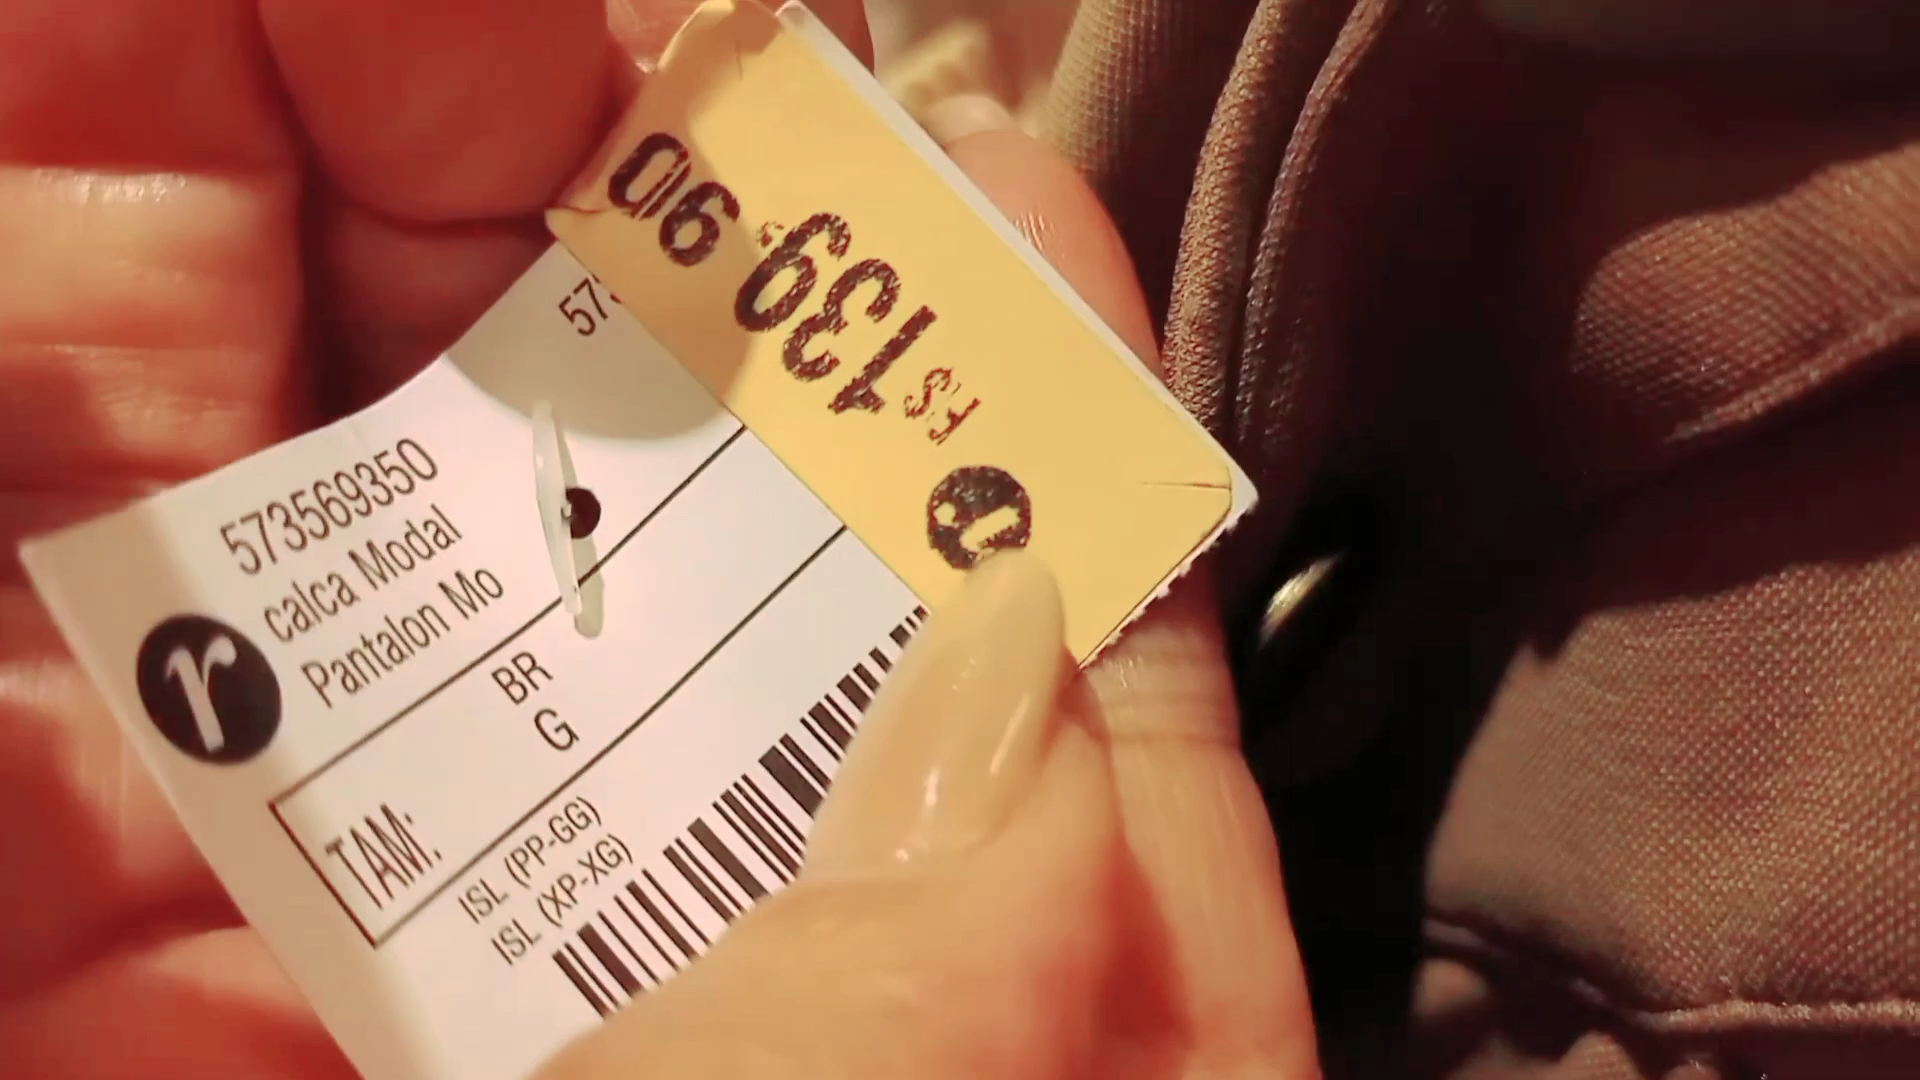 573569350
calca Modal
Pantalon Mo
r
BR
G
TAM:
ISL (PP-GG)
ISL (XP-XG)
57
r
R$ 139,90